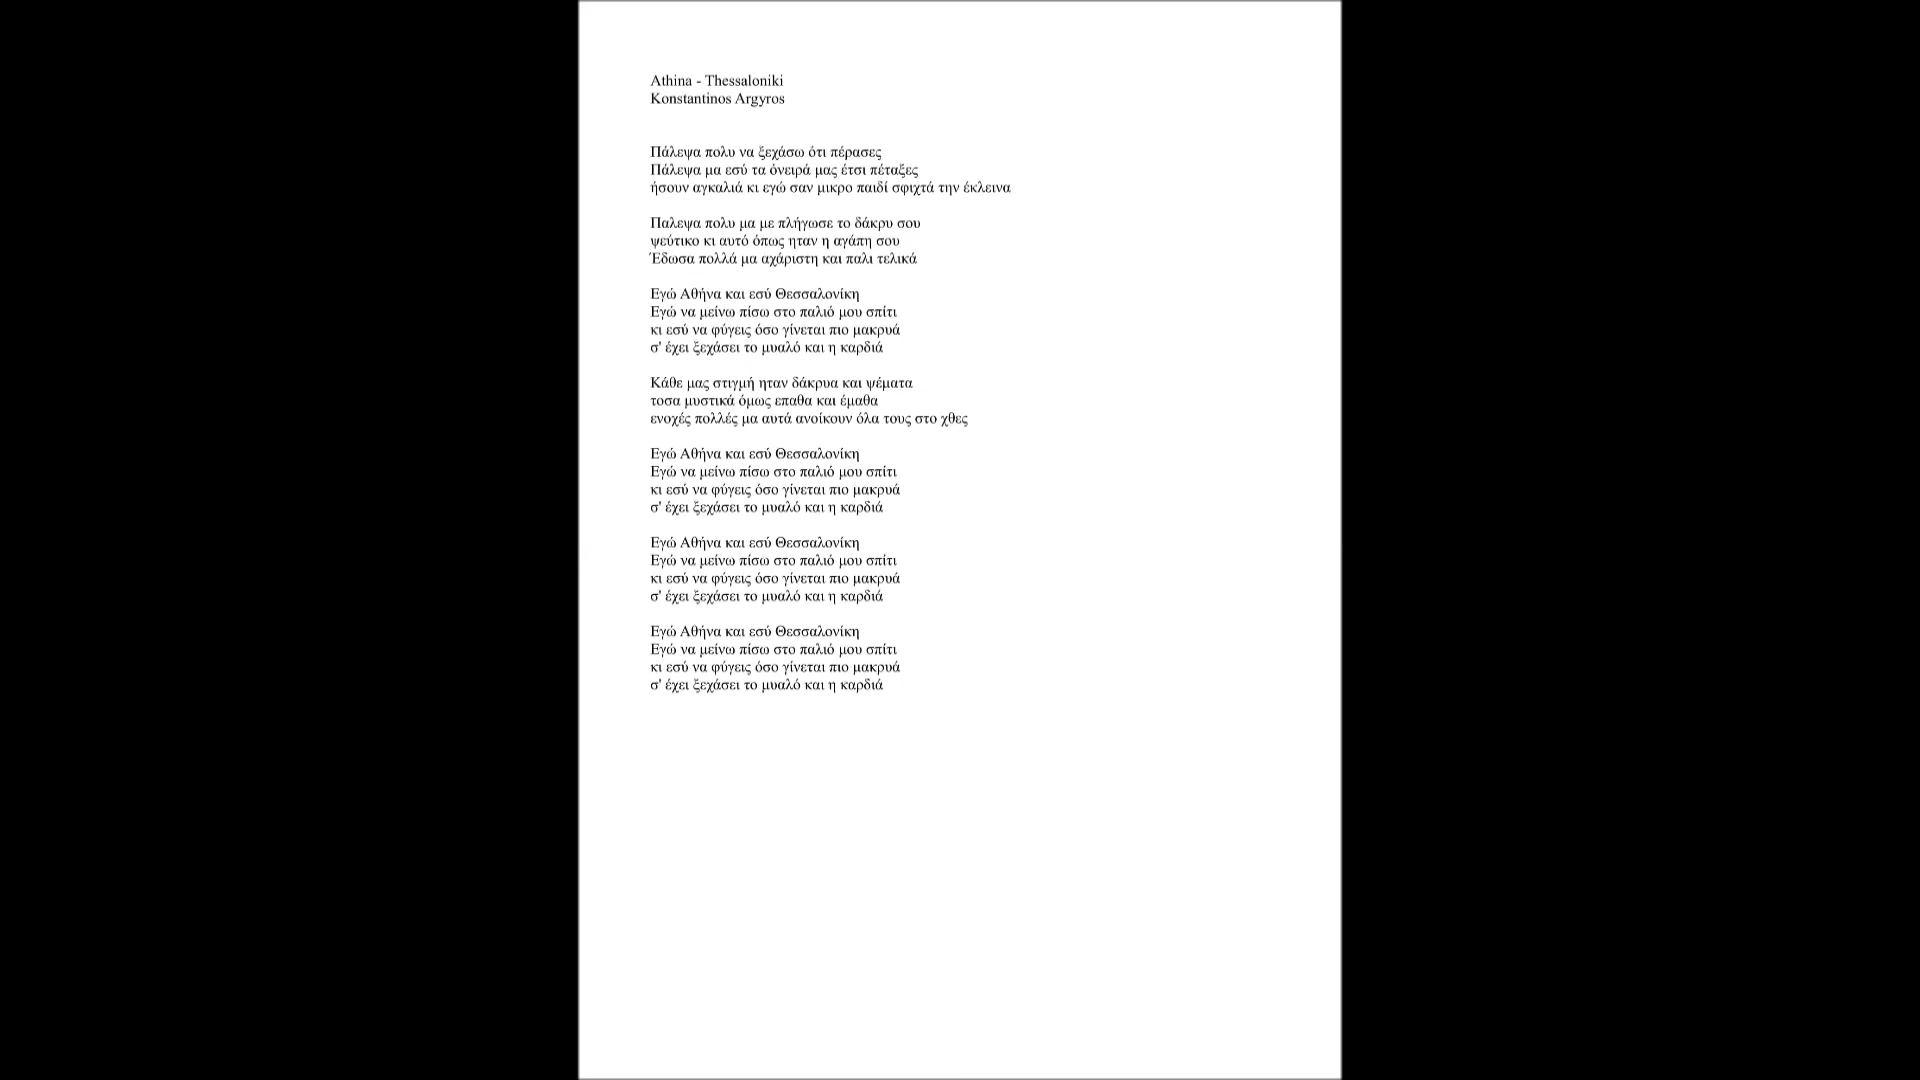 Athina - Thessaloniki
Konstantinos Argyros
Πάλεψα πολυ να ξεχάσω ότι πέρασες
Πάλεψα μα εσύ τα όνειρά μας έτσι πέταξες
ήσουν αγκαλιά κι εγώ σαν μικρο παιδί σφιχτά την έκλεινα
Παλεψα πολυ μα με πλήγωσε το δάκρυ σου
ψεύτικο κι αυτό όπως ηταν η αγάπη σου
Έδωσα πολλά μα αχάριστη και παλι τελικά
Εγώ Αθήνα και εσύ Θεσσαλονίκη
Εγώ να μείνω πίσω στο παλιό μου σπίτι
κι εσύ να φύγεις όσο γίνεται πιο μακρυά
σ' έχει ξεχάσει το μυαλό και η καρδιά
Κάθε μας στιγμή ηταν δάκρυα και ψέματα
τοσα μυστικά όμως επαθα και έμαθα
ενοχές πολλές μα αυτά ανοίκουν όλα τους στο χθες
Εγώ Αθήνα και εσύ Θεσσαλονίκη
Εγώ να μείνω πίσω στο παλιό μου σπίτι
κι εσύ να φύγεις όσο γίνεται πιο μακρυά
σ' έχει ξεχάσει το μυαλό και η καρδιά
Εγώ Αθήνα και εσύ Θεσσαλονίκη
Εγώ να μείνω πίσω στο παλιό μου σπίτι
κι εσύ να φύγεις όσο γίνεται πιο μακρυά
σ' έχει ξεχάσει το μυαλό και η καρδιά
Εγώ Αθήνα και εσύ Θεσσαλονίκη
Εγώ να μείνω πίσω στο παλιό μου σπίτι
κι εσύ να φύγεις όσο γίνεται πιο μακρυά
σ' έχει ξεχάσει το μυαλό και η καρδιά